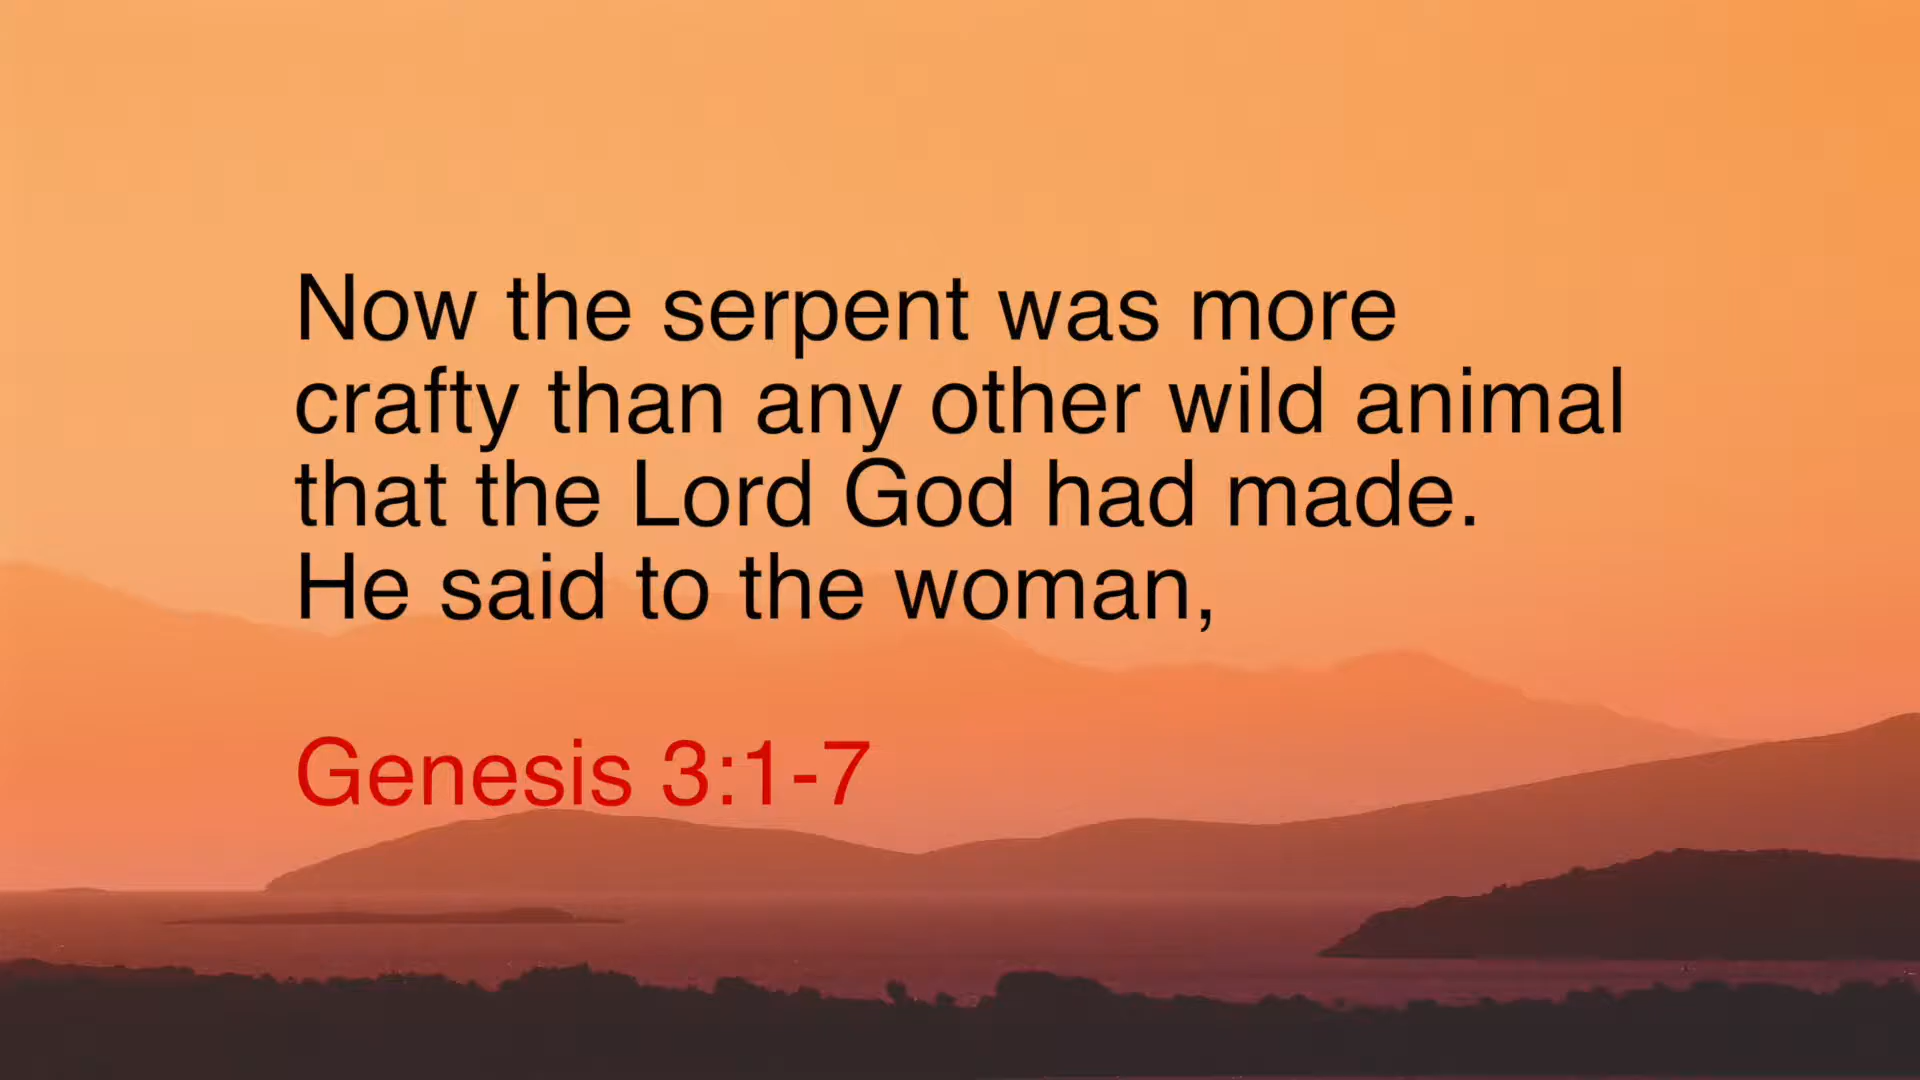 Now the serpent was more
crafty than any other wild animal
that the Lord God had made.
He said to the woman,
Genesis 3:1-7